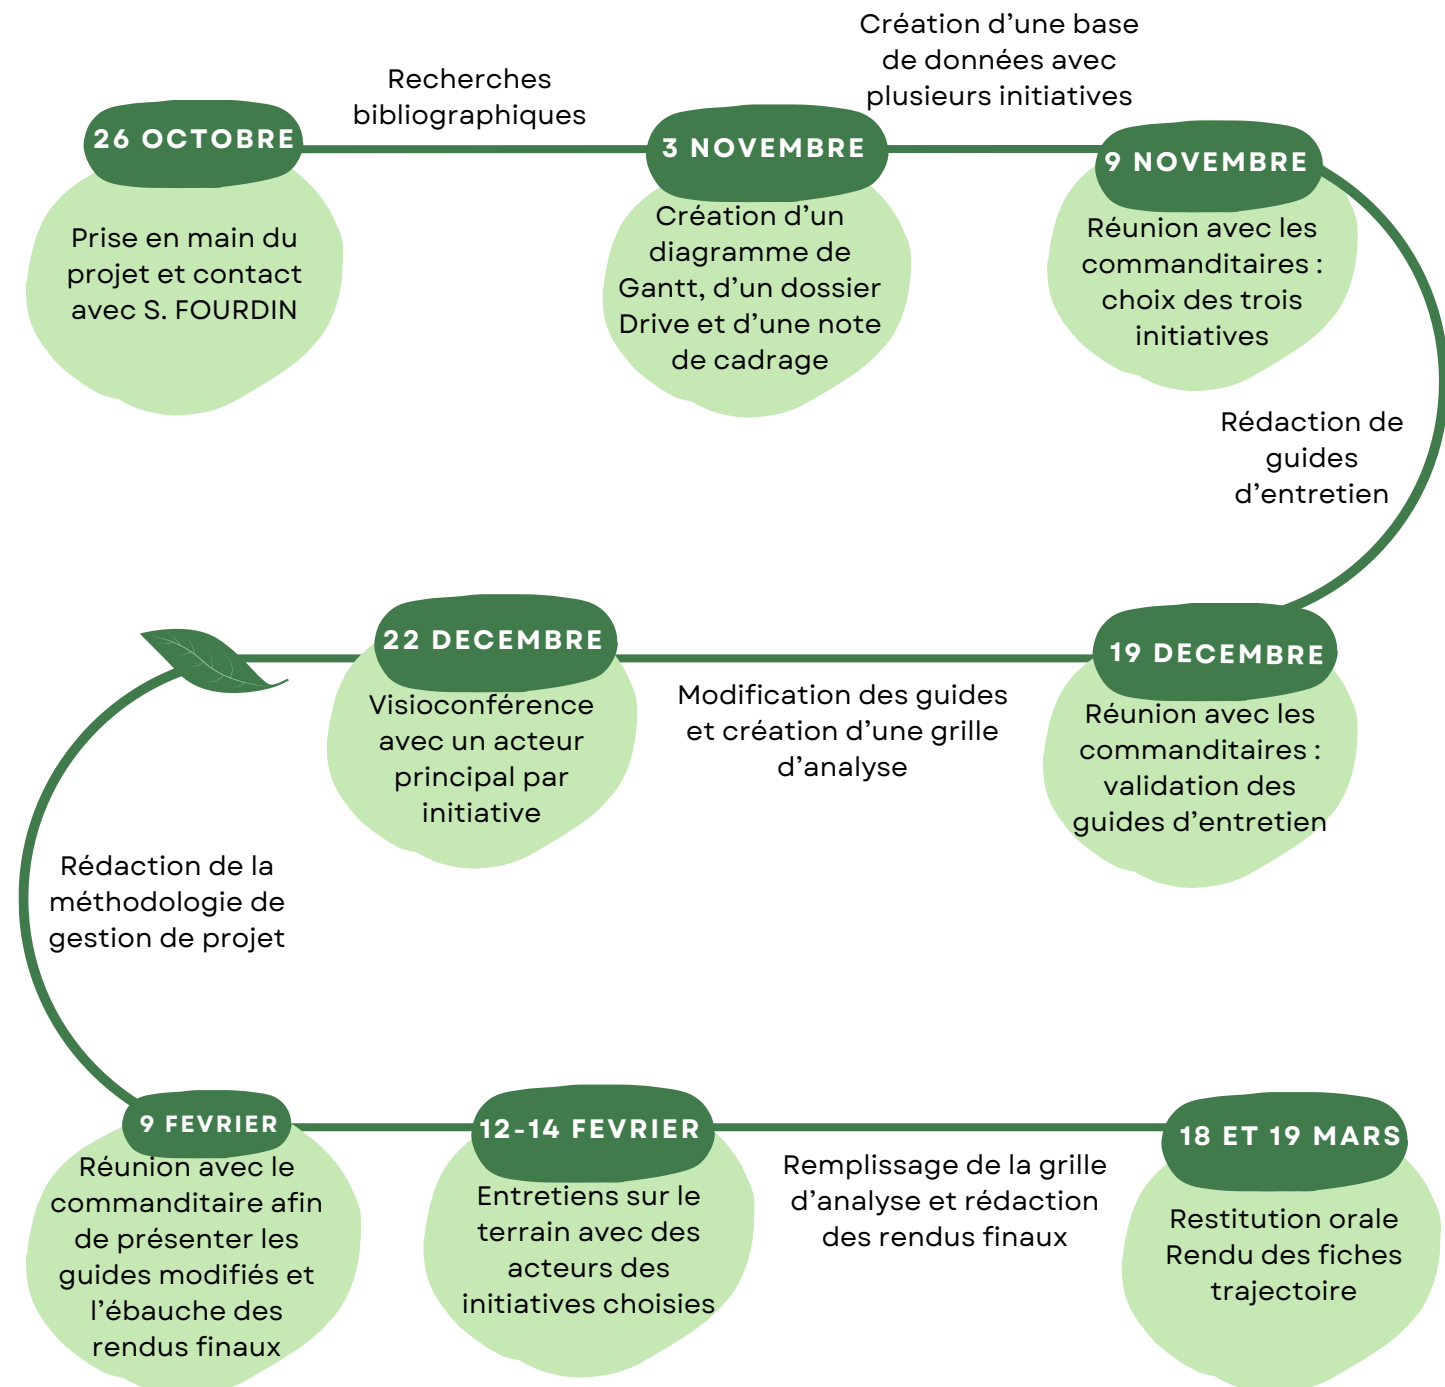 26 OCTOBRE
Prise en main du
projet et contact
avec S. FOURDIN
Recherches
bibliographiques
3 NOVEMBRE
Création d'un
diagramme de
Gantt, d'un dossier
Drive et d'une note
de cadrage
Création d'une base
de données avec
plusieurs initiatives
9 NOVEMBRE
Réunion avec les
commanditaires :
choix des trois
initiatives
Rédaction de
guides
d'entretien
19 DECEMBRE
Réunion avec les
commanditaires :
validation des
guides d'entretien
Modification des guides
et création d'une grille
d'analyse
22 DECEMBRE
Visioconférence
avec un acteur
principal par
initiative
Rédaction de la
méthodologie de
gestion de projet
9 FEVRIER
Réunion avec le
commanditaire afin
de présenter les
guides modifiés et
l'ébauche des
rendus finaux
12-14 FEVRIER
Entretiens sur le
terrain avec des
acteurs des
initiatives choisies
Remplissage de la grille
d'analyse et rédaction
des rendus finaux
18 ET 19 MARS
Restitution orale
Rendu des fiches
trajectoire